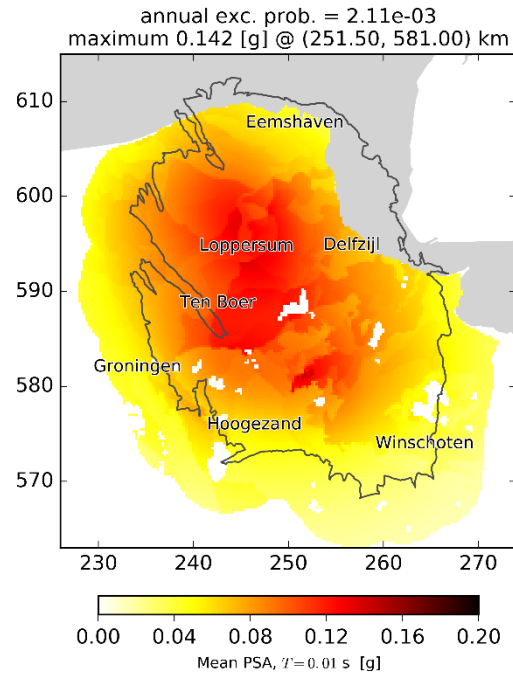 annual exc. prob. = 2.11e-03
maximum 0.142 [g] @ (251.50, 581.00) km
610
Eemshaven
600
Loppersum Delfzijl
590
Ten Boer
Groningen
580
Hoogezand
Winschoten
570
230 240 250 260 270
0.00 0.04 0.08 0.12 0.16 0.20
Mean PSA, T = 0.01 s [g]